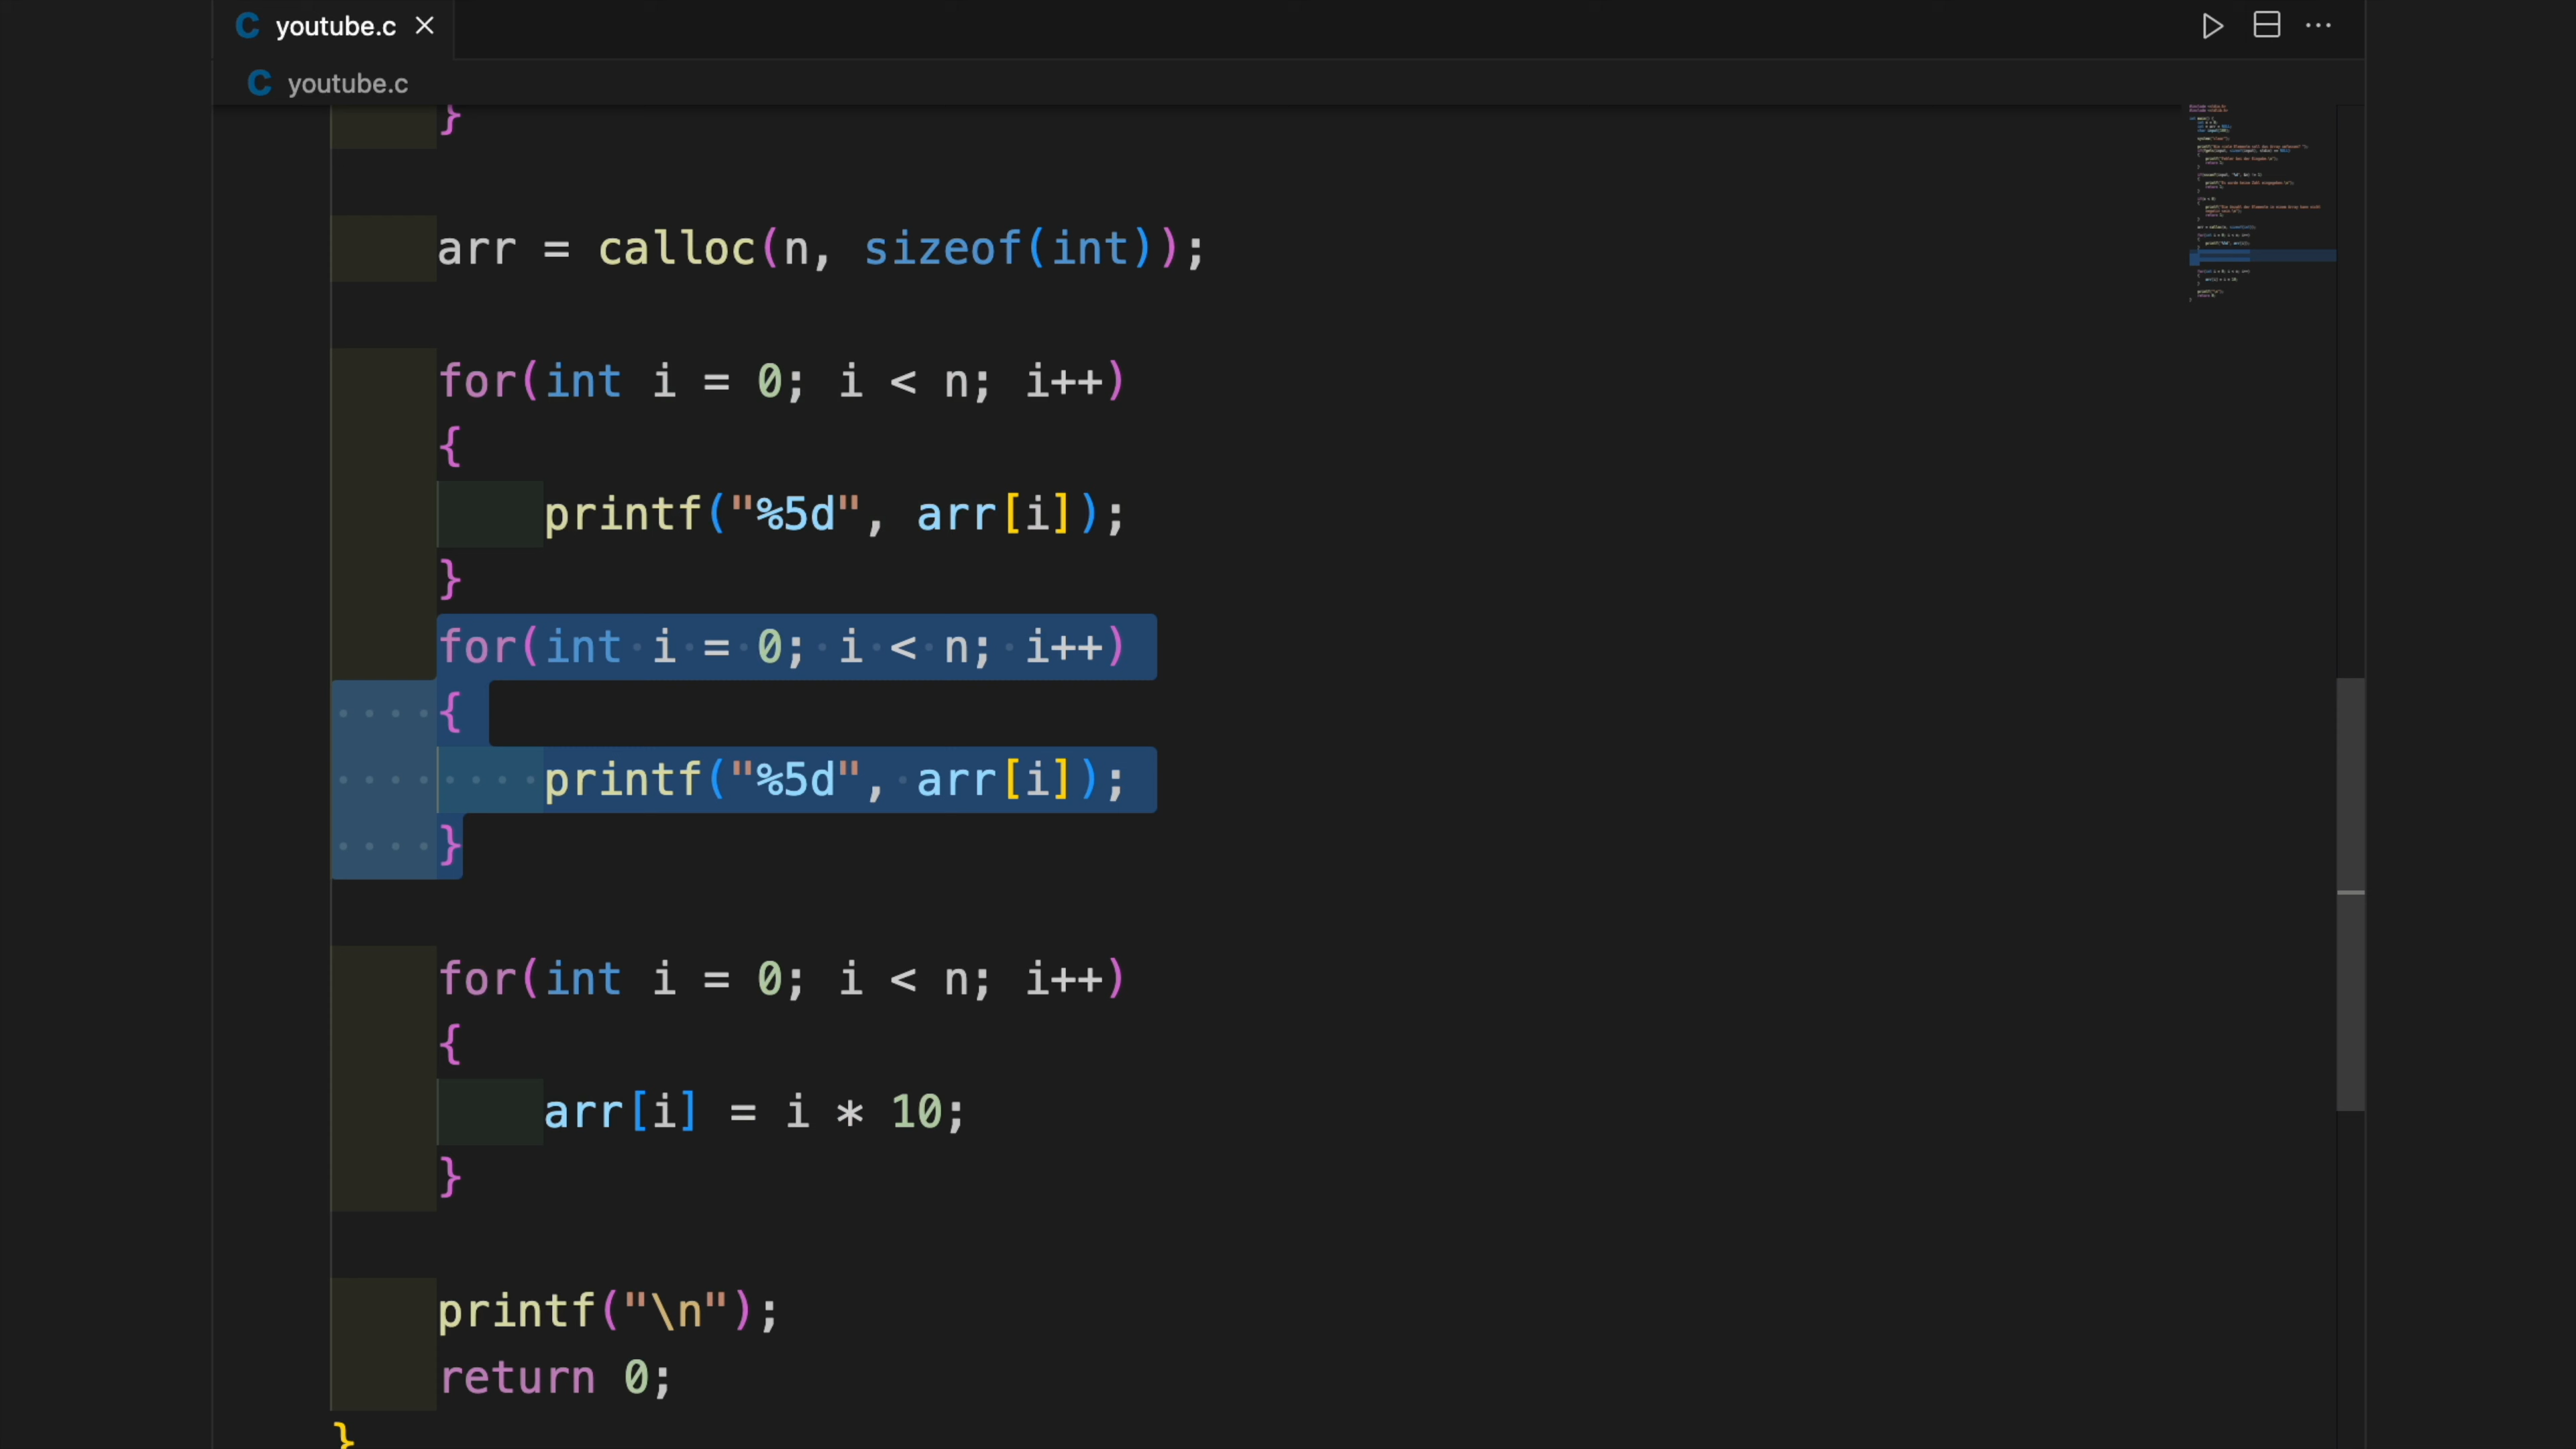 youtube.c
youtube.c
}
arr = calloc(n, sizeof(int));
for(int i = 0; i < n; i++)
{
printf("%5d", arr[i]);
}
for(int i = 0; i < n; i++)
{
printf("%5d", arr[i]);
}
for(int i = 0; i < n; i++)
{
arr[i] = i * 10;
}
printf("\n");
return 0;
}